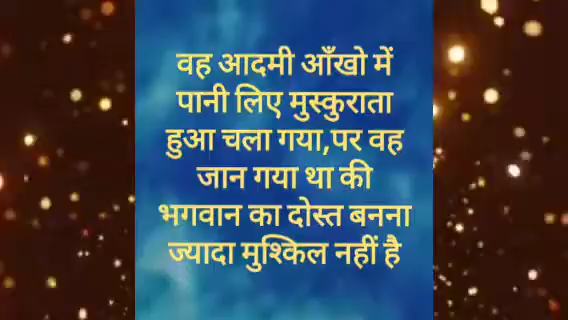 वह आदमी आँखो में
पानी लिए मुस्कुराता
हुआ चला गया,पर वह
जान गया था की
भगवान का दोस्त बनना
ज्यादा मुश्किल नहीं है